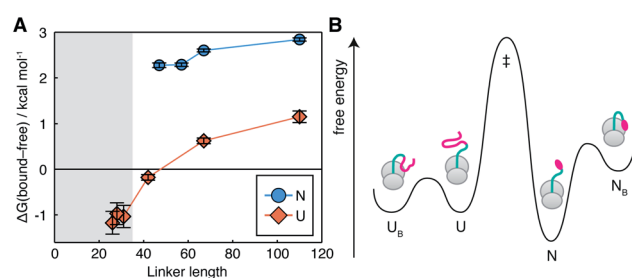 A
B
ΔG(bound–free) / kcal mol⁻¹
3
2
1
0
-1
0 20 40 60 80 100 120
Linker length
N
U
free energy
‡
U_B
U
N
N_B